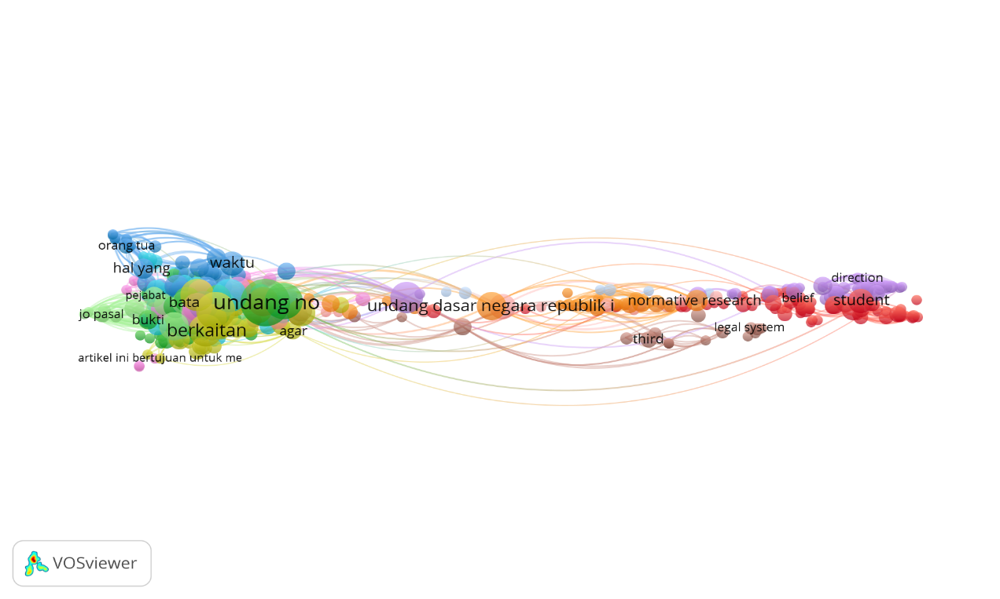 orang tua
waktu
hal yang
direction
pejabat
bata
undang no
belief
student
normative research
undang dasar negara republik i
jo pasal
bukti
berkaitan
agar
legal system
third
artikel ini bertujuan untuk me
VOSviewer